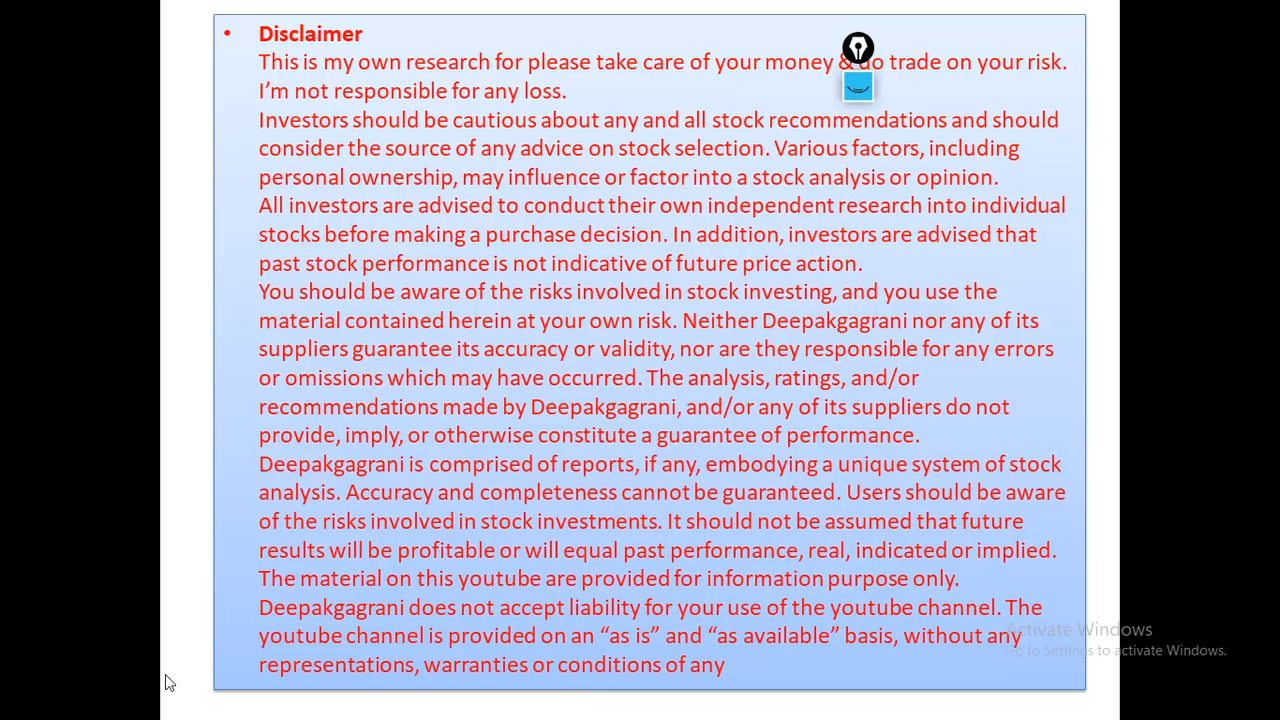 • Disclaimer
This is my own research for please take care of your money & do trade on your risk.
I'm not responsible for any loss.
Investors should be cautious about any and all stock recommendations and should
consider the source of any advice on stock selection. Various factors, including
personal ownership, may influence or factor into a stock analysis or opinion.
All investors are advised to conduct their own independent research into individual
stocks before making a purchase decision. In addition, investors are advised that
past stock performance is not indicative of future price action.
You should be aware of the risks involved in stock investing, and you use the
material contained herein at your own risk. Neither Deepakgagrani nor any of its
suppliers guarantee its accuracy or validity, nor are they responsible for any errors
or omissions which may have occurred. The analysis, ratings, and/or
recommendations made by Deepakgagrani, and/or any of its suppliers do not
provide, imply, or otherwise constitute a guarantee of performance.
Deepakgagrani is comprised of reports, if any, embodying a unique system of stock
analysis. Accuracy and completeness cannot be guaranteed. Users should be aware
of the risks involved in stock investments. It should not be assumed that future
results will be profitable or will equal past performance, real, indicated or implied.
The material on this youtube are provided for information purpose only.
Deepakgagrani does not accept liability for your use of the youtube channel. The
youtube channel is provided on an “as is” and “as available” basis, without any
representations, warranties or conditions of any
Activate Windows
Go to Settings to activate Windows.